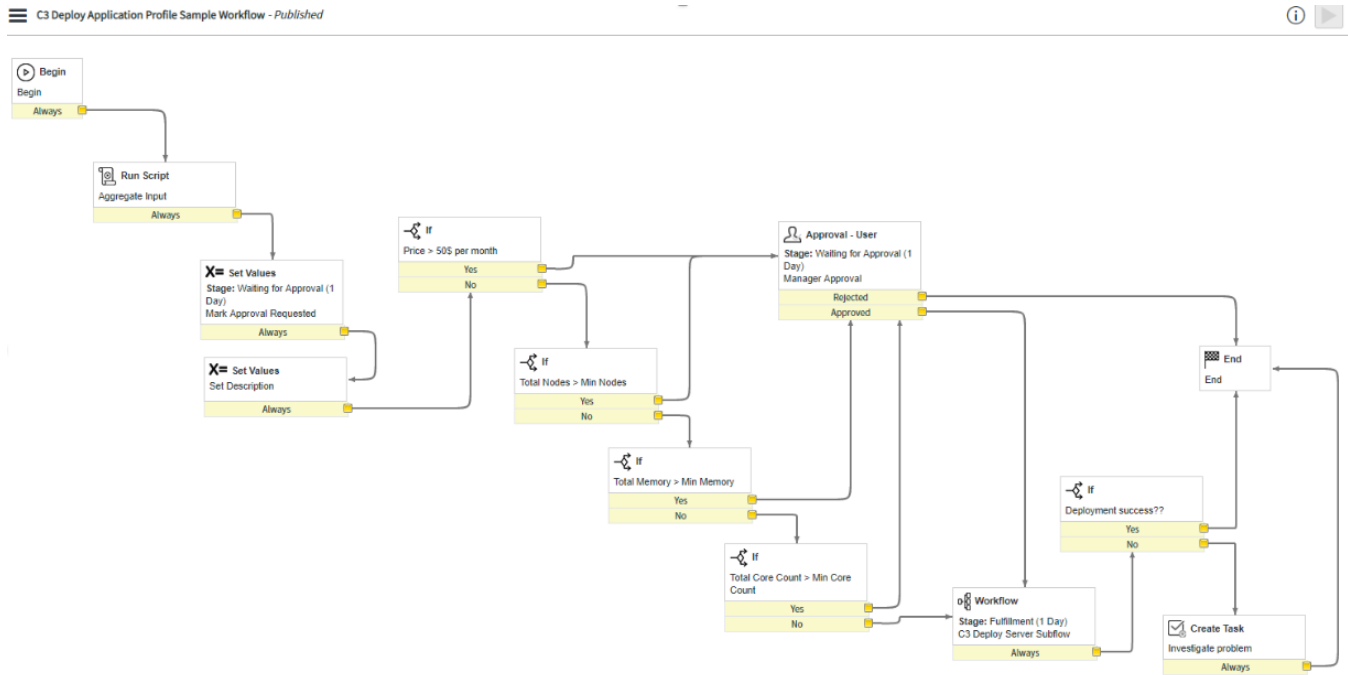 C3 Deploy Application Profile Sample Workflow - Published
Begin
Begin
Always
Run Script
Aggregate Input
Always
X= Set Values
Stage: Waiting for Approval (1
Day)
Mark Approval Requested
Always
X= Set Values
Set Description
Always
If
Price > 50$ per month
Yes
No
If
Total Nodes > Min Nodes
Yes
No
If
Total Memory > Min Memory
Yes
No
If
Total Core Count > Min Core
Count
Yes
No
Approval - User
Stage: Waiting for Approval (1
Day)
Manager Approval
Rejected
Approved
Workflow
Stage: Fulfillment (1 Day)
C3 Deploy Server Subflow
Always
If
Deployment success??
Yes
No
Create Task
Investigate problem
Always
End
End